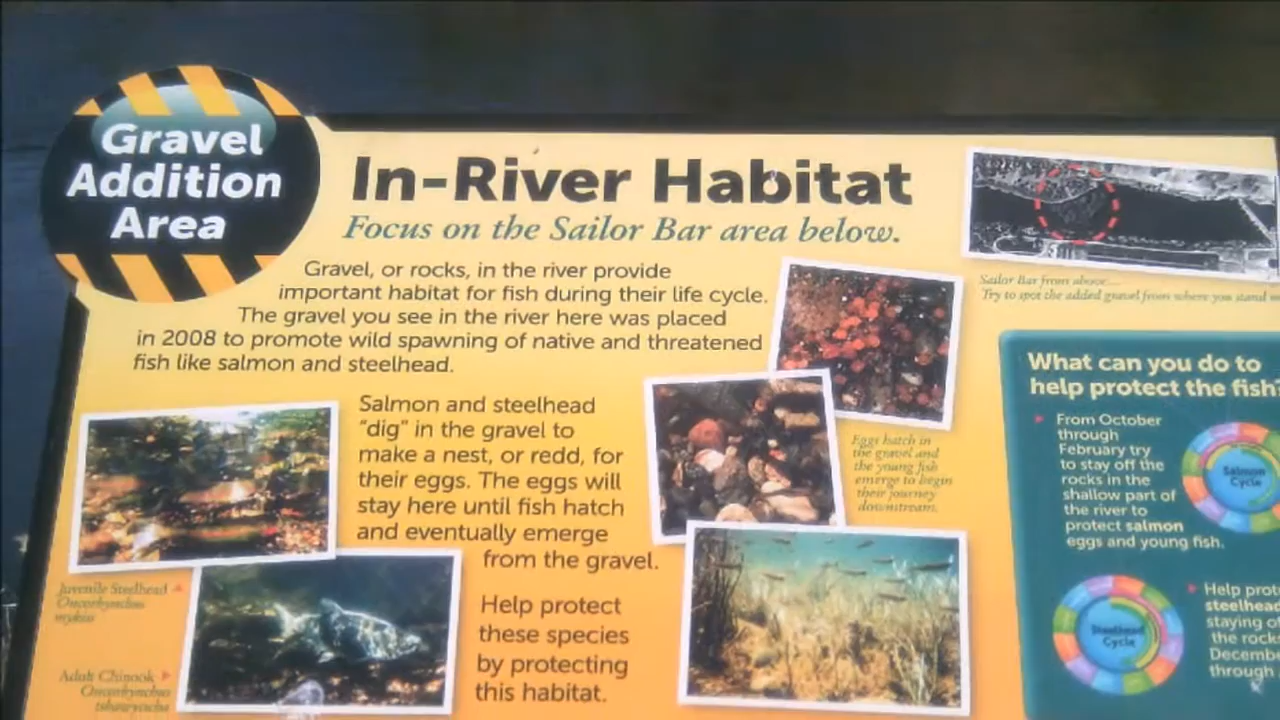 Gravel
Addition
Area
In-River Habitat
Focus on the Sailor Bar area below.
Gravel, or rocks, in the river provide
important habitat for fish during their life cycle.
The gravel you see in the river here was placed
in 2008 to promote wild spawning of native and threatened
fish like salmon and steelhead.
Salmon and steelhead
"dig" in the gravel to
make a nest, or redd, for
their eggs. The eggs will
stay here until fish hatch
and eventually emerge
from the gravel.
Help protect
these species
by protecting
this habitat.
Juvenile Steelhead
Oncorhynchus
mykiss
Adult Chinook
Oncorhynchus
tshawytscha
Eggs hatch in
the gravel and
the young fish
emerge to begin
their journey
downstream.
Sailor Bar from above...
Try to spot the added gravel from where you stand
What can you do to
help protect the fish?
From October
through
February try
to stay off the
rocks in the
shallow part of
the river to
protect salmon
eggs and young fish.
Salmon
Cycle
Steelhead
Cycle
Help prot
steelhead
staying of
the rocks
Decembe
through